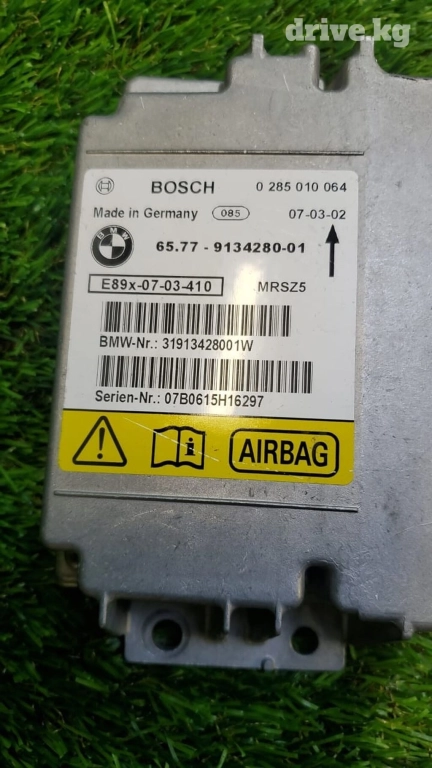 drive.kg
BOSCH 0 285 010 064
Made in Germany 085 07-03-02
BMW
65.77 - 9134280-01
E89x-07-03-410 MRSZ5
BMW-Nr.: 31913428001W
Serien-Nr.: 07B0615H16297
AIRBAG